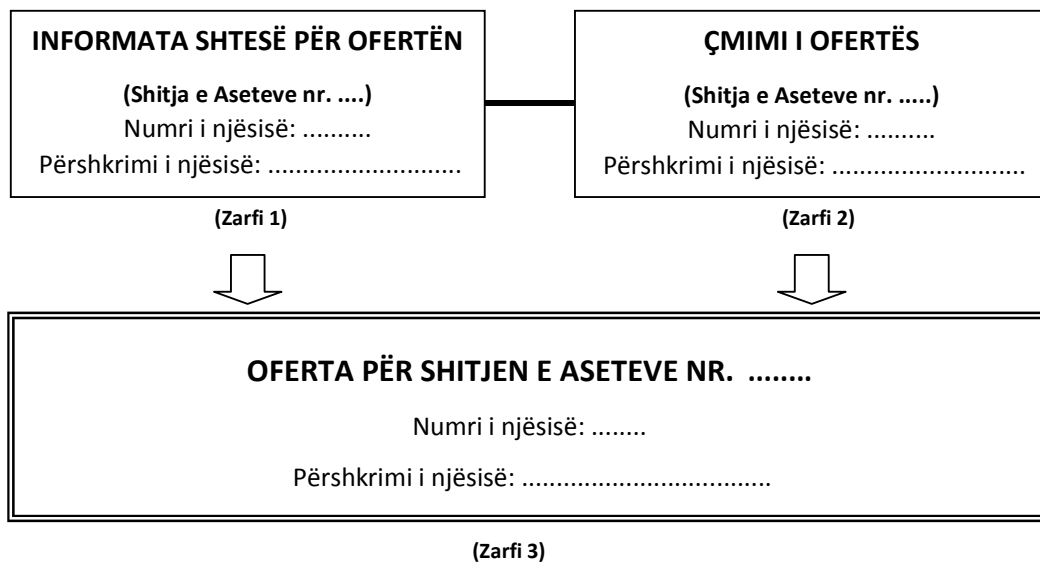 INFORMATA SHTESË PËR OFERTËN
(Shitja e Aseteve nr. ....)
Numri i njësisë: ..........
Përshkrimi i njësisë: ............................
(Zarfi 1)
ÇMIMI I OFERTËS
(Shitja e Aseteve nr. .....)
Numri i njësisë: ..........
Përshkrimi i njësisë: ............................
(Zarfi 2)
OFERTA PËR SHITJEN E ASETEVE NR. ........
Numri i njësisë: ........
Përshkrimi i njësisë: ....................................
(Zarfi 3)